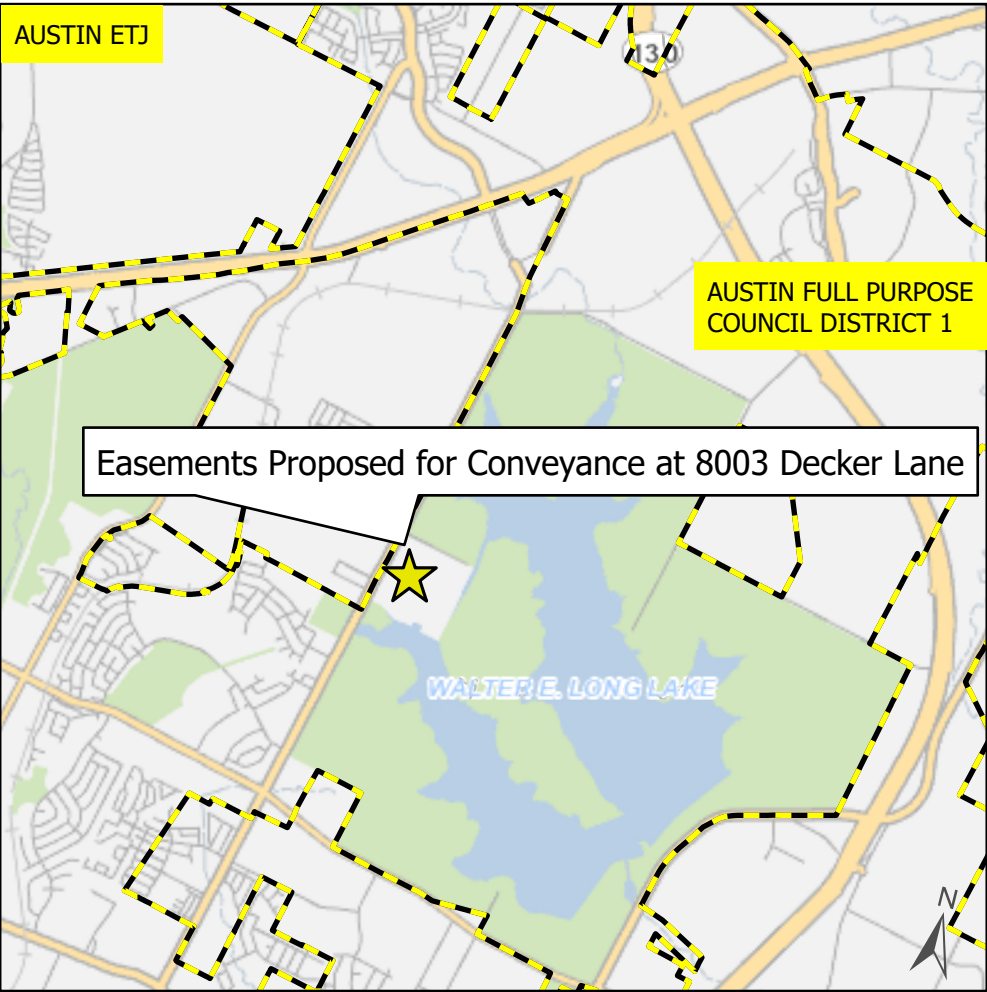 AUSTIN ETJ
130
AUSTIN FULL PURPOSE
COUNCIL DISTRICT 1
Easements Proposed for Conveyance at 8003 Decker Lane
WALTER E. LONG LAKE
N